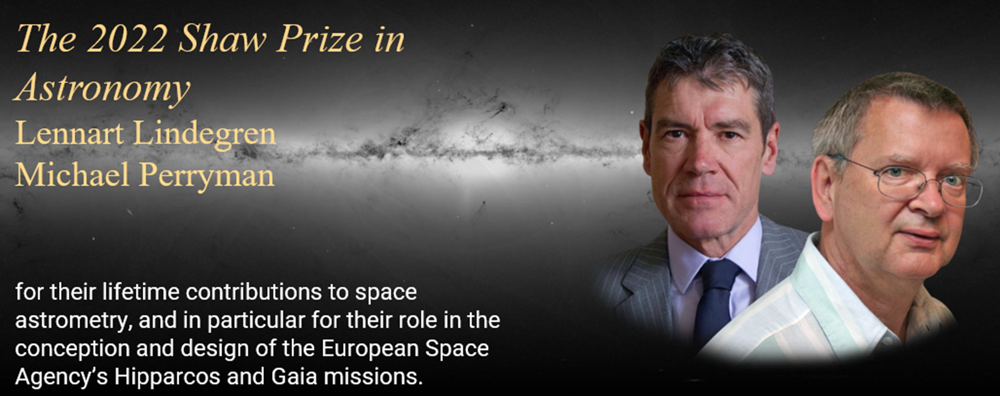 The 2022 Shaw Prize in
Astronomy
Lennart Lindegren
Michael Perryman
for their lifetime contributions to space
astrometry, and in particular for their role in the
conception and design of the European Space
Agency’s Hipparcos and Gaia missions.